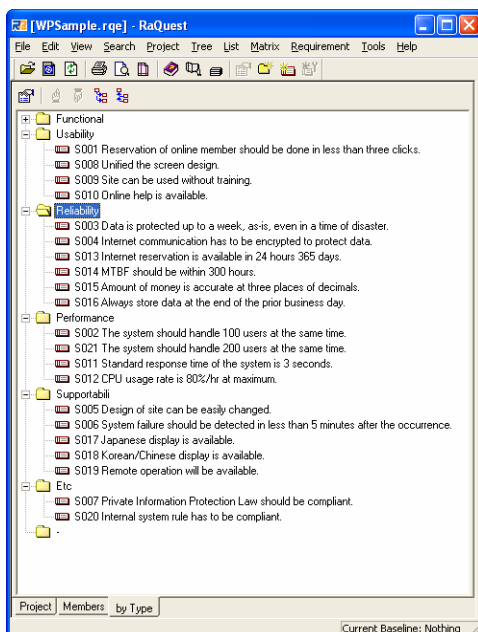 [WPSample.rqe] - RaQuest
File Edit View Search Project Tree List Matrix Requirement Tools Help
Functional
Usability
S001 Reservation of online member should be done in less than three clicks.
S008 Unified the screen design.
S009 Site can be used without training.
S010 Online help is available.
Reliability
S003 Data is protected up to a week, as-is, even in a time of disaster.
S004 Internet communication has to be encrypted to protect data.
S013 Internet reservation is available in 24 hours 365 days.
S014 MTBF should be within 300 hours.
S015 Amount of money is accurate at three places of decimals.
S016 Always store data at the end of the prior business day.
Performance
S002 The system should handle 100 users at the same time.
S021 The system should handle 200 users at the same time.
S011 Standard response time of the system is 3 seconds.
S012 CPU usage rate is 80%/hr at maximum.
Supportabili
S005 Design of site can be easily changed.
S006 System failure should be detected in less than 5 minutes after the occurrence.
S017 Japanese display is available.
S018 Korean/Chinese display is available.
S019 Remote operation will be available.
Etc
S007 Private Information Protection Law should be compliant.
S020 Internal system rule has to be compliant.
-
Project Members by Type
Current Baseline: Nothing